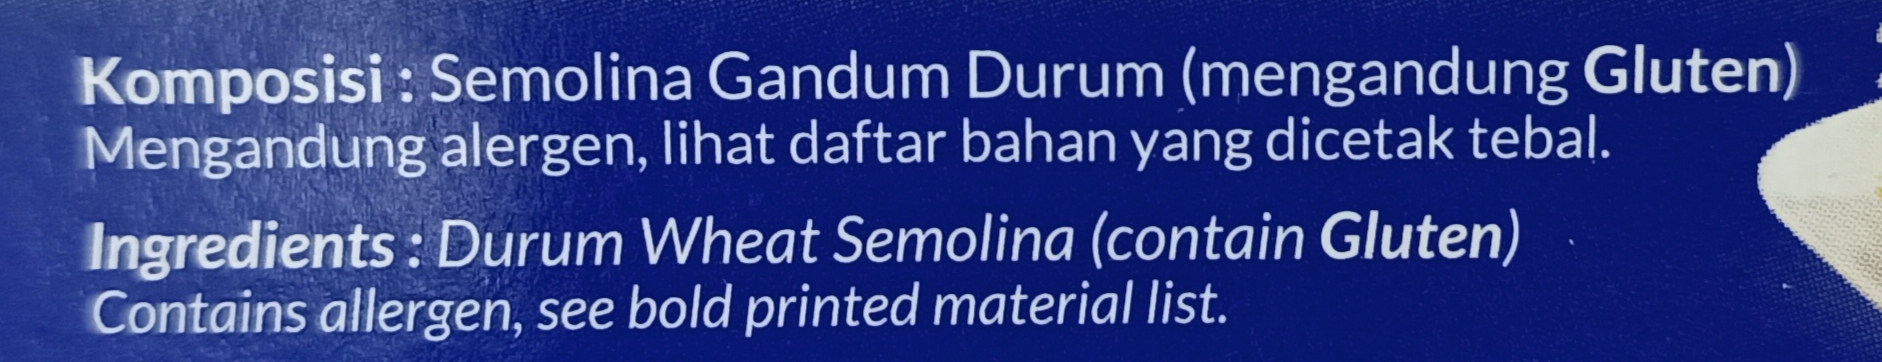 Komposisi : Semolina Gandum Durum (mengandung Gluten)
Mengandung alergen, lihat daftar bahan yang dicetak tebal.
Ingredients : Durum Wheat Semolina (contain Gluten)
Contains allergen, see bold printed material list.